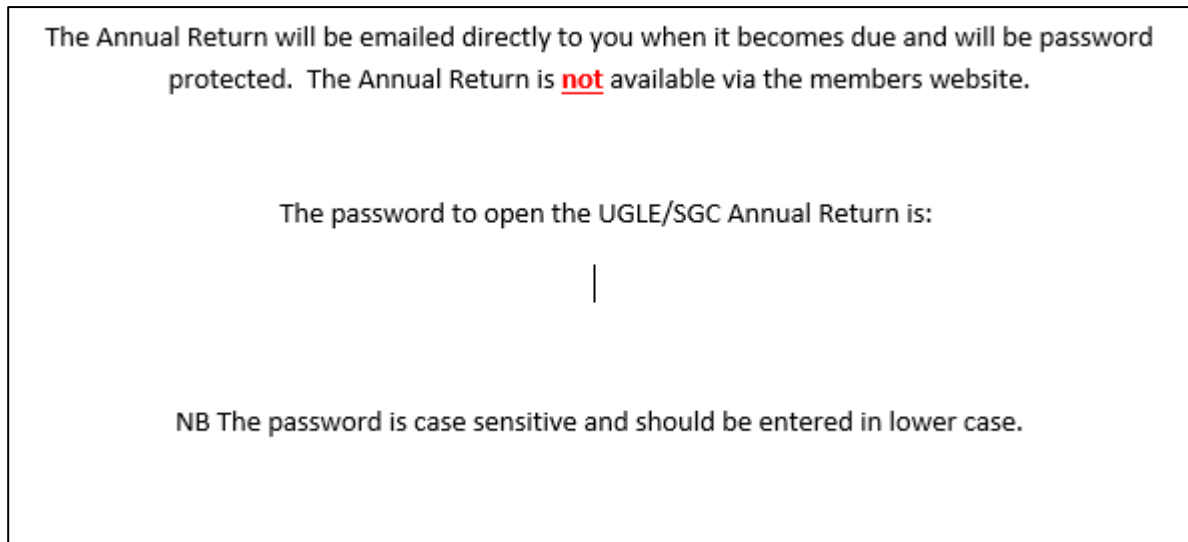 The Annual Return will be emailed directly to you when it becomes due and will be password
protected.  The Annual Return is not available via the members website.
The password to open the UGLE/SGC Annual Return is:
NB The password is case sensitive and should be entered in lower case.